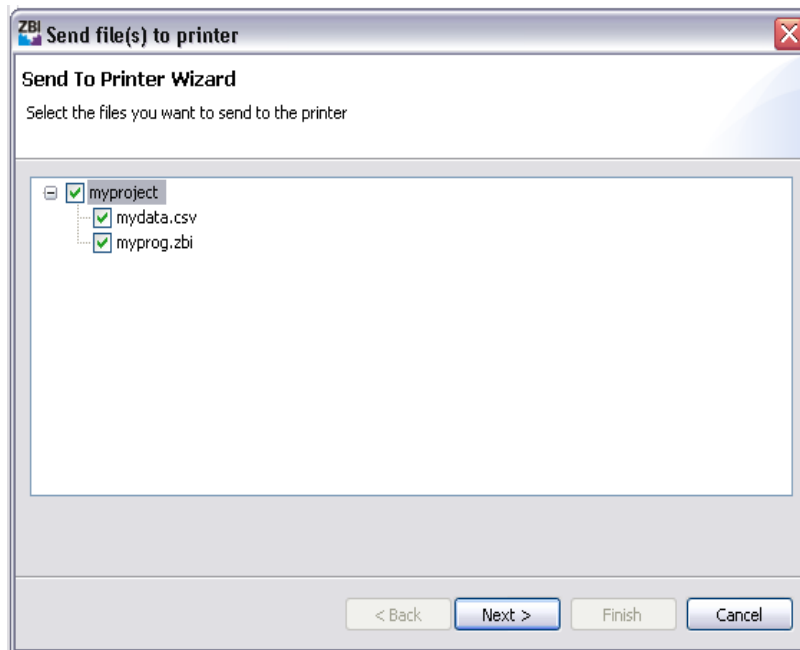 ZBI Send file(s) to printer
Send To Printer Wizard
Select the files you want to send to the printer
myproject
mydata.csv
myprog.zbi
< Back Next > Finish Cancel